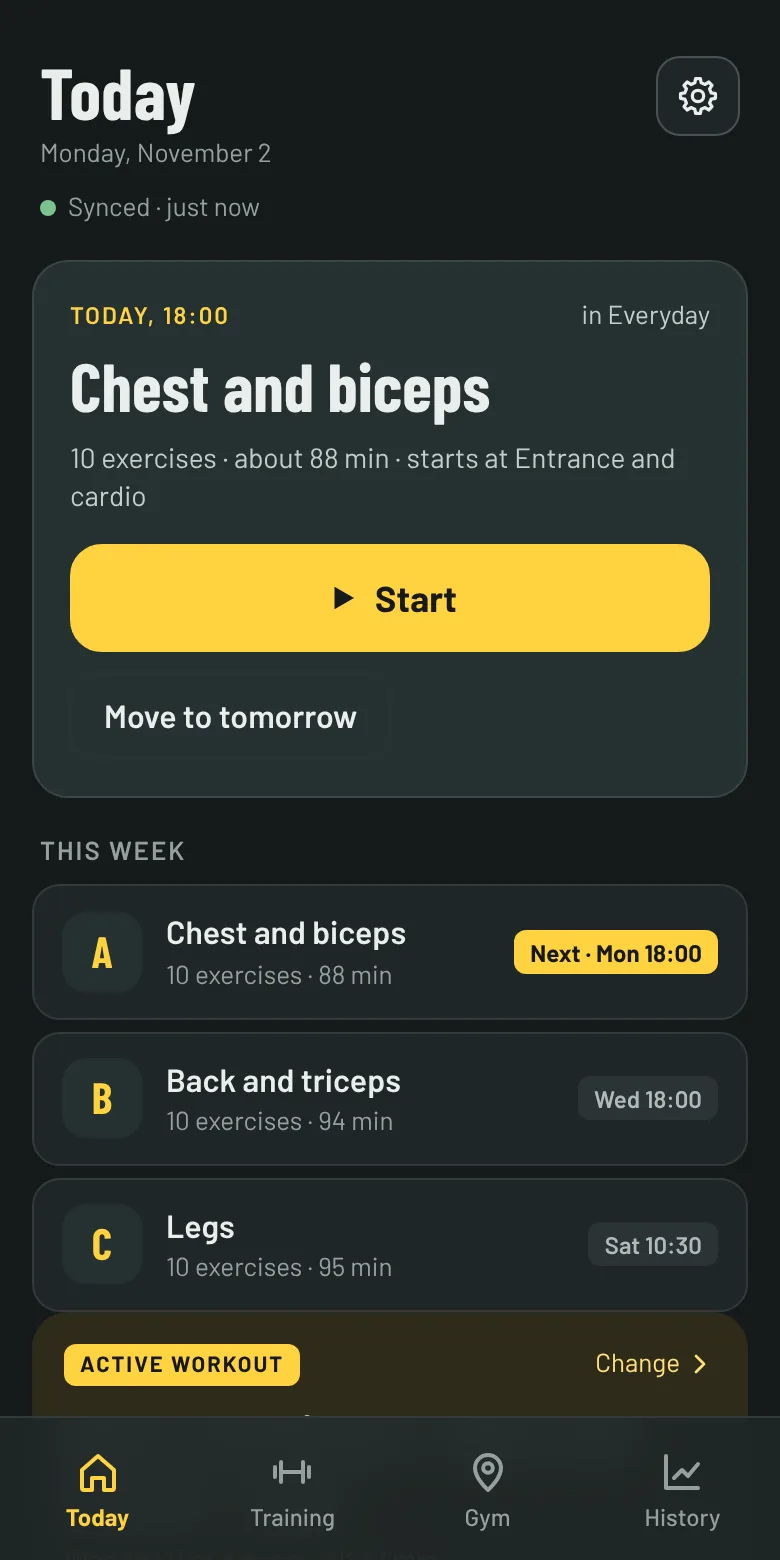 Today
Monday, November 2
Synced · just now
TODAY, 18:00
in Everyday
Chest and biceps
10 exercises · about 88 min · starts at Entrance and
cardio
Start
Move to tomorrow
THIS WEEK
A
Chest and biceps
10 exercises · 88 min
Next · Mon 18:00
B
Back and triceps
10 exercises · 94 min
Wed 18:00
C
Legs
10 exercises · 95 min
Sat 10:30
ACTIVE WORKOUT
Change
Today
Training
Gym
History